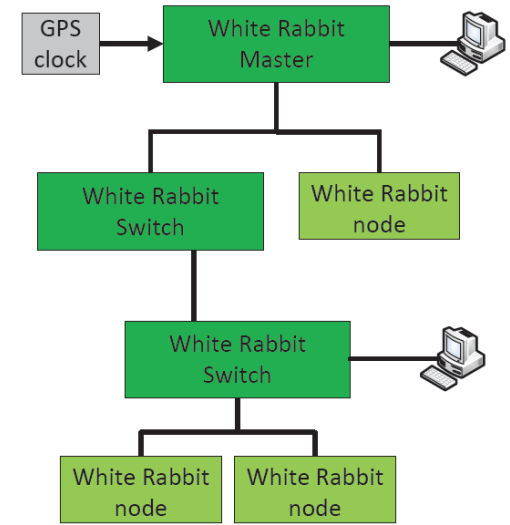 GPS
clock
White Rabbit
Master
White Rabbit
Switch
White Rabbit
node
White Rabbit
Switch
White Rabbit
node
White Rabbit
node